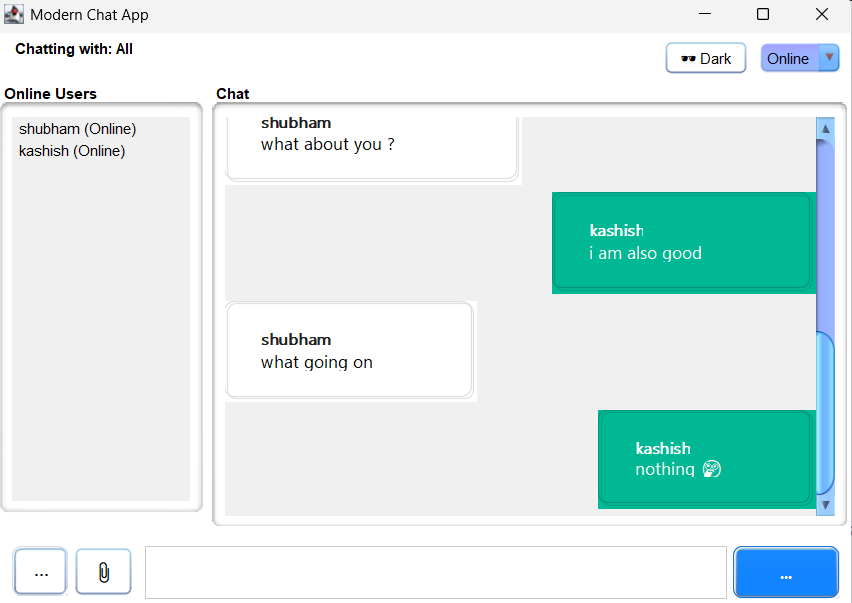 Modern Chat App
Chatting with: All
🕶 Dark
Online
Online Users
Chat
shubham (Online)
kashish (Online)
shubham
what about you ?
kashish
i am also good
shubham
what going on
kashish
nothing
...
...